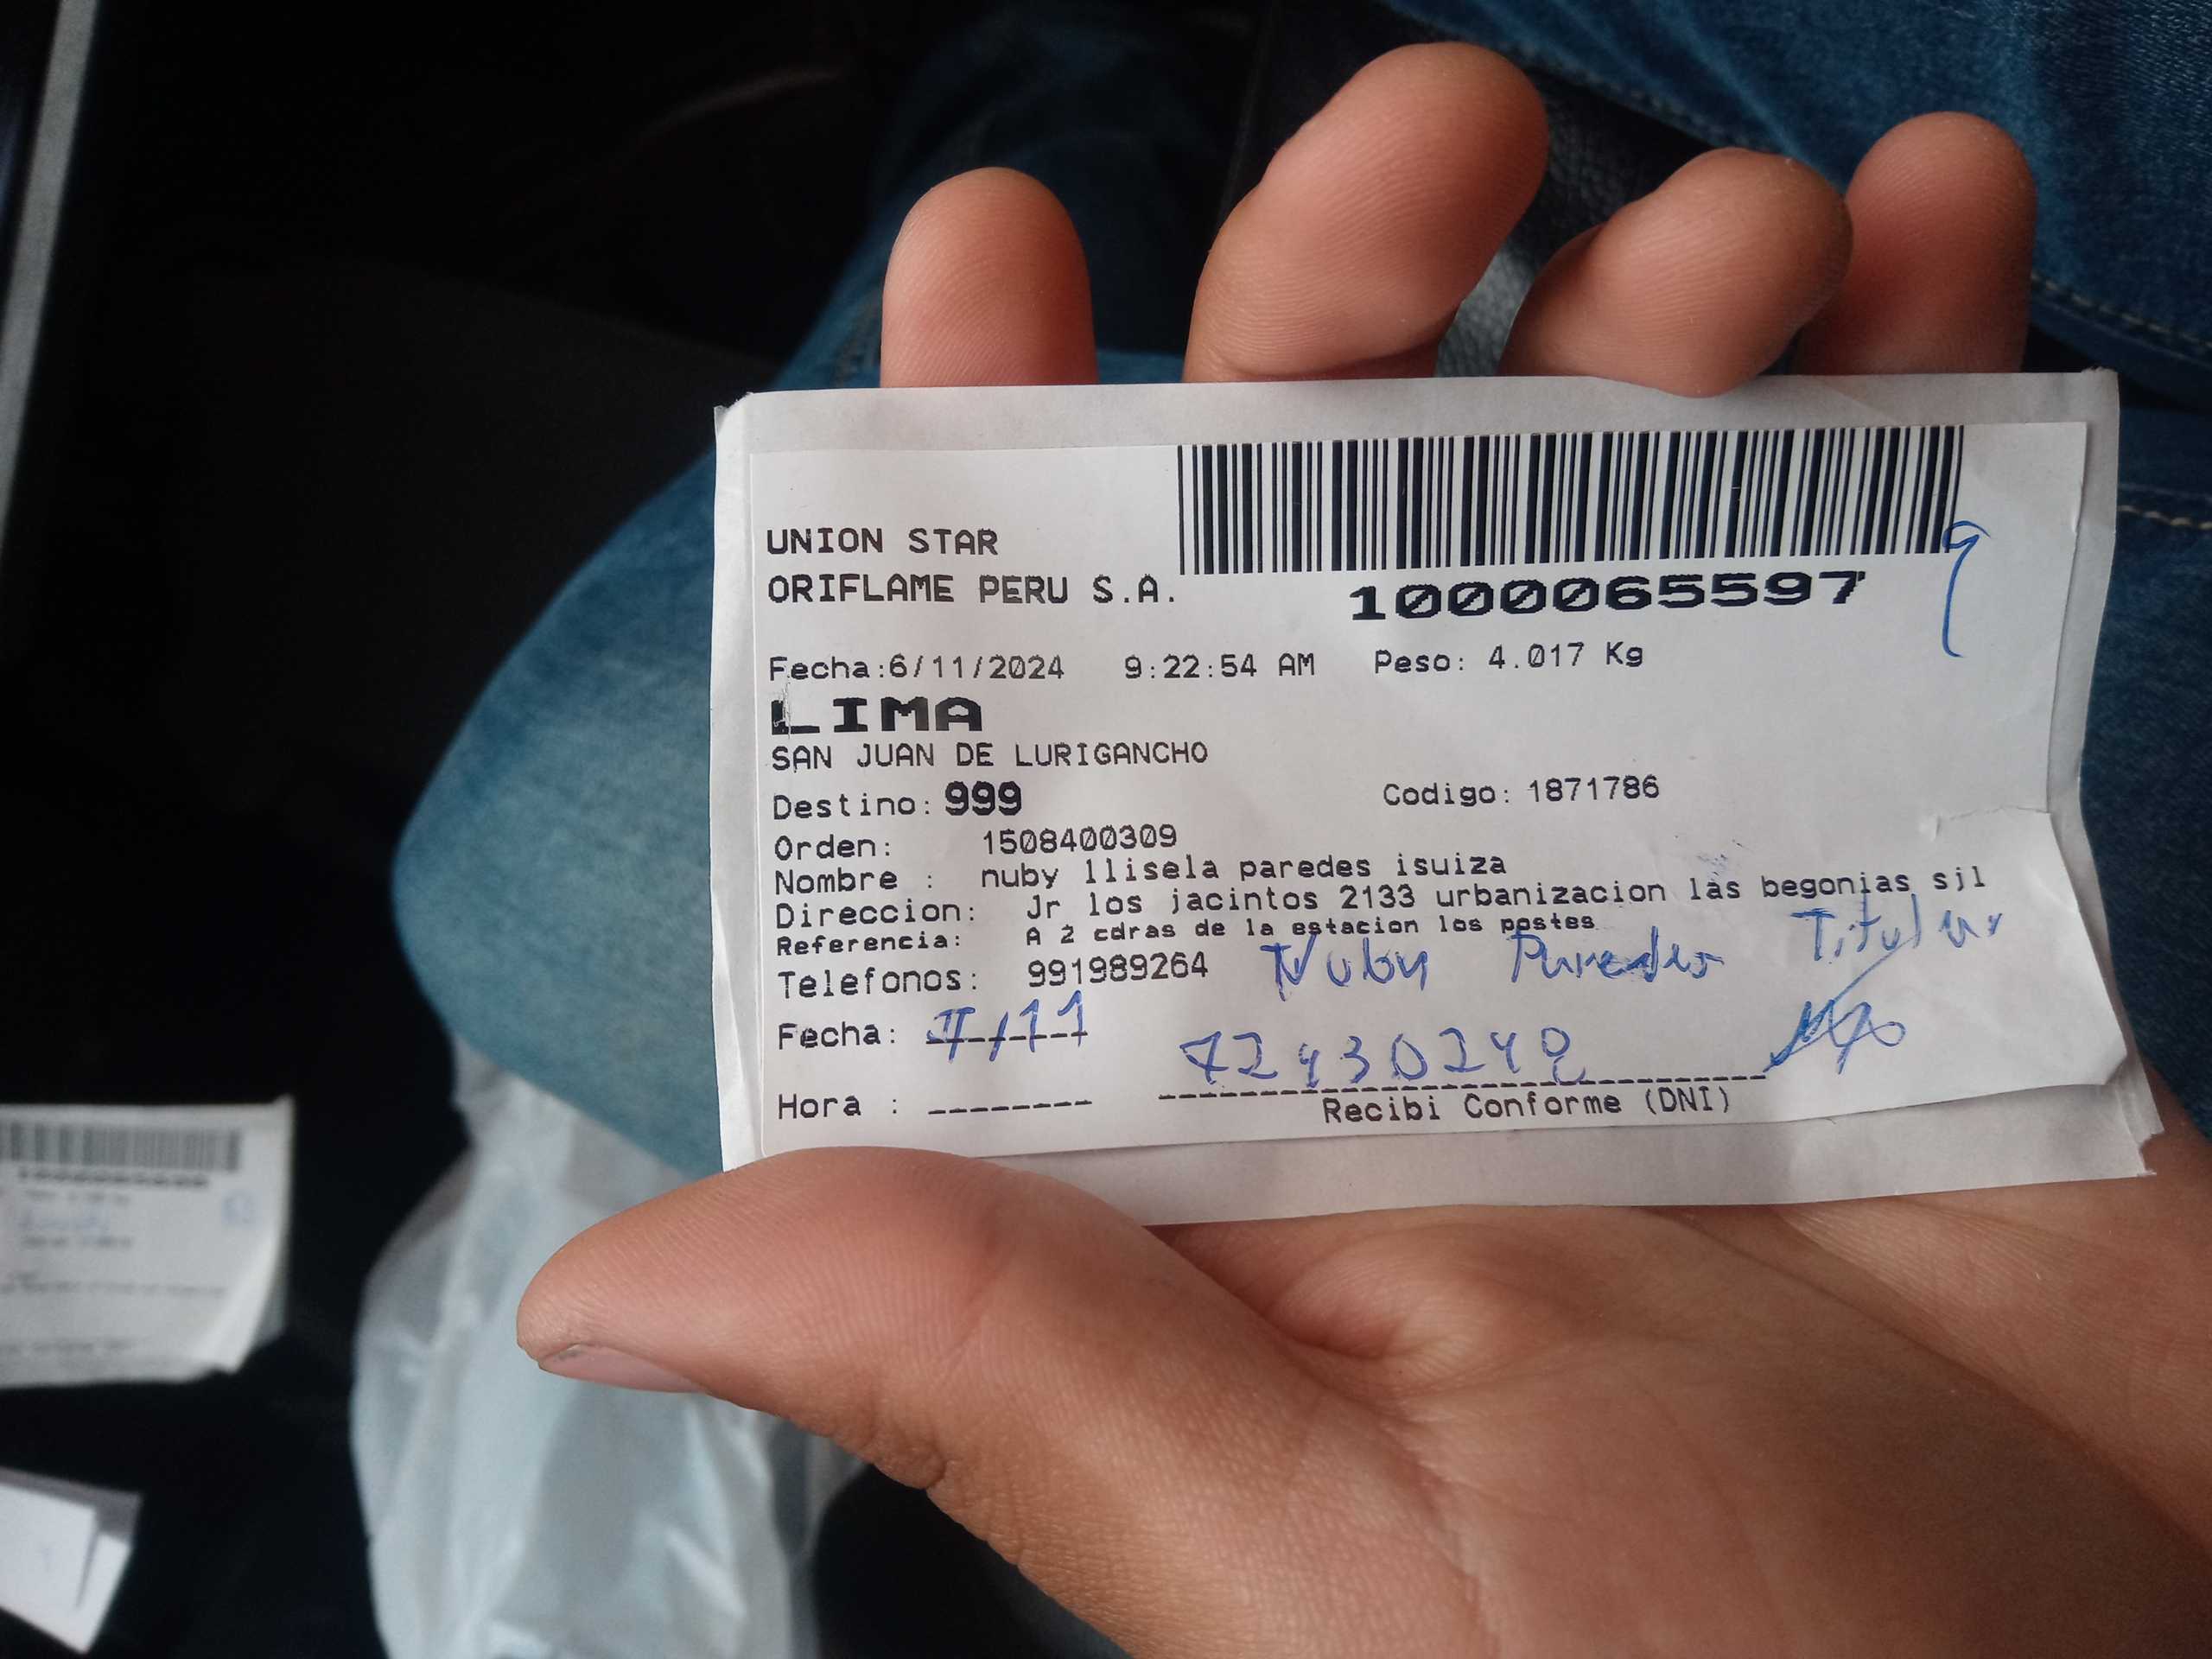 UNION STAR
ORIFLAME PERU S.A.
1000065597
9
Fecha:6/11/2024 9:22:54 AM Peso: 4.017 Kg
LIMA
SAN JUAN DE LURIGANCHO
Destino: 999 Codigo: 1871786
Orden: 1508400309
Nombre : nuby llisela paredes isuiza
Direccion: Jr los jacintos 2133 urbanizacion las begonias sjl
Referencia: A 2 cdras de la estacion los postes
Telefonos: 991989264 Nuby Paredes Titular
Fecha: 7/11
Hora : --------
Recibi Conforme (DNI)